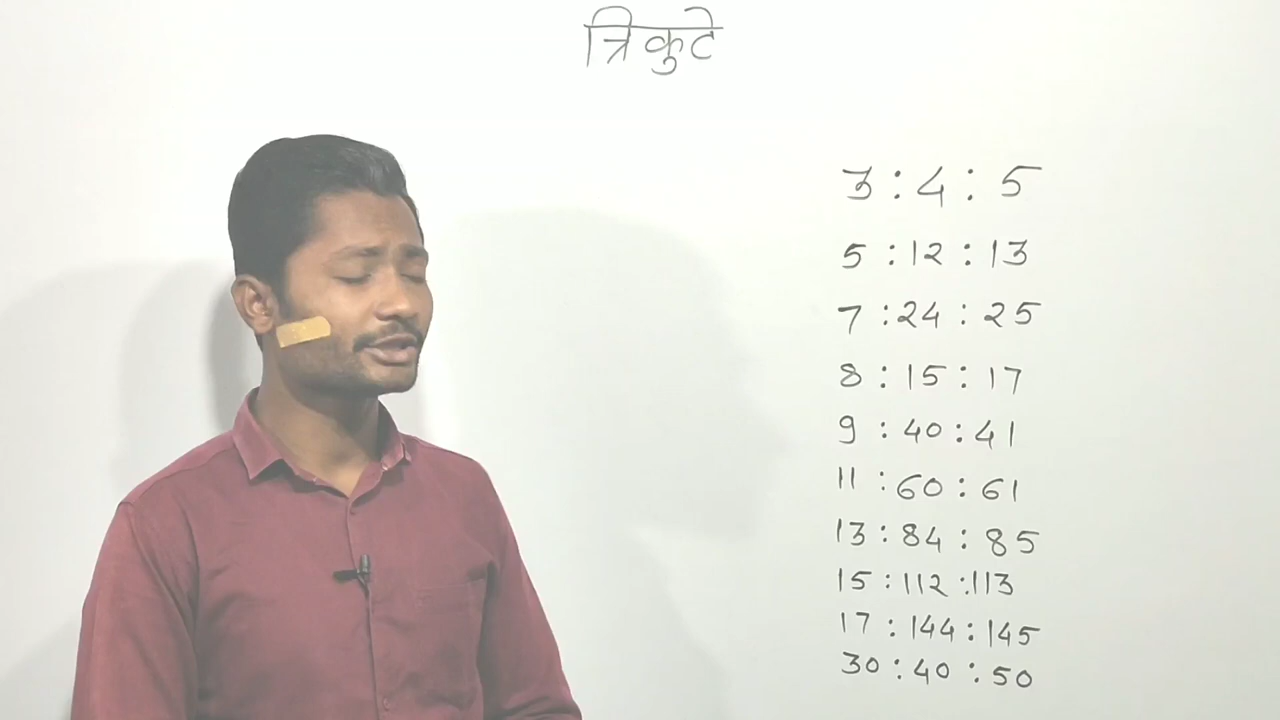 त्रिकुटे
3 : 4 : 5
5 : 12 : 13
7 : 24 : 25
8 : 15 : 17
9 : 40 : 41
11 : 60 : 61
13 : 84 : 85
15 : 112 : 113
17 : 144 : 145
30 : 40 : 50